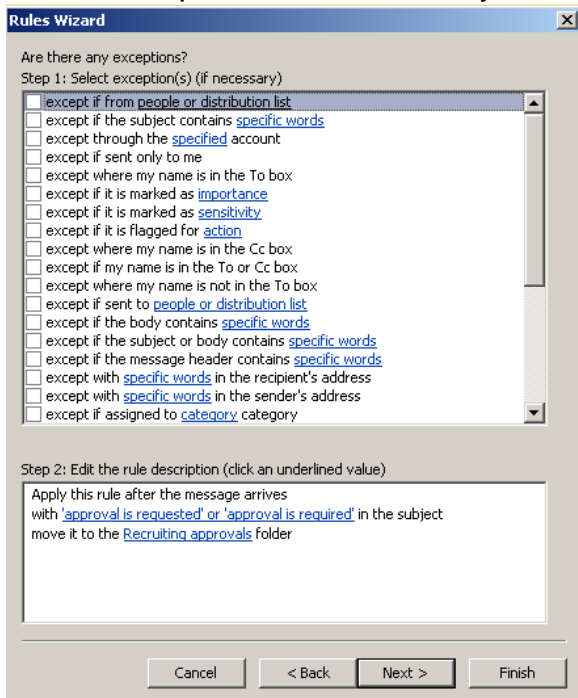 Rules Wizard
Are there any exceptions?
Step 1: Select exception(s) (if necessary)
except if from people or distribution list
except if the subject contains specific words
except through the specified account
except if sent only to me
except where my name is in the To box
except if it is marked as importance
except if it is marked as sensitivity
except if it is flagged for action
except where my name is in the Cc box
except if my name is in the To or Cc box
except where my name is not in the To box
except if sent to people or distribution list
except if the body contains specific words
except if the subject or body contains specific words
except if the message header contains specific words
except with specific words in the recipient's address
except with specific words in the sender's address
except if assigned to category category
Step 2: Edit the rule description (click an underlined value)
Apply this rule after the message arrives
with 'approval is requested' or 'approval is required' in the subject
move it to the Recruiting approvals folder
Cancel < Back Next > Finish